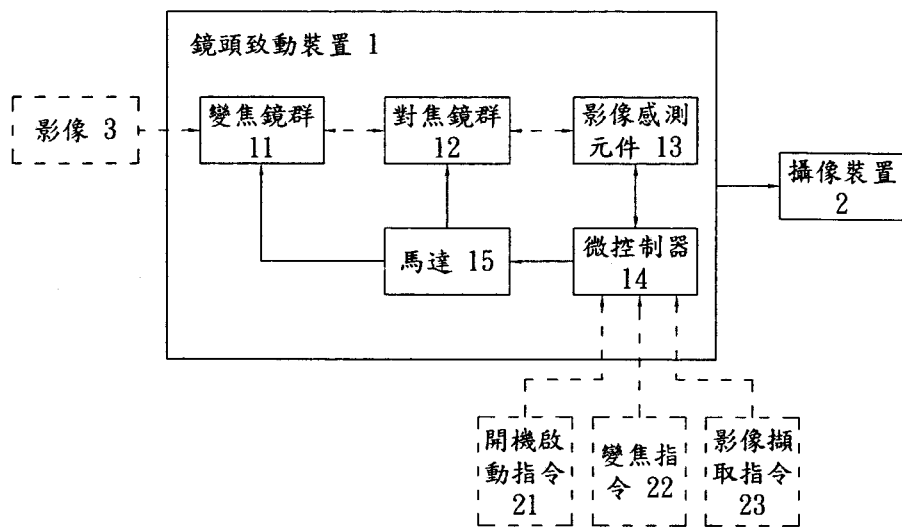 鏡頭致動裝置 1
影像 3
變焦鏡群
11
對焦鏡群
12
影像感測
元件 13
攝像裝置
2
馬達 15
微控制器
14
開機啟
動指令
21
變焦指
令 22
影像擷
取指令
23